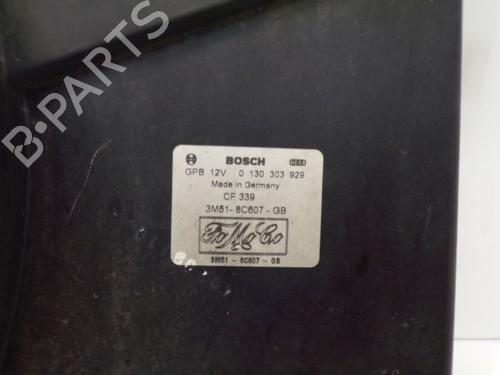 B-PARTS
BOSCH
GPB 12V 0 130 303 929
Made in Germany
CF 339
3M51- 8C607 - GB
FoMoCo
3M51 - 8C607 - GB